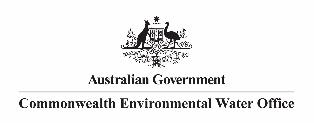 Australian Government
Commonwealth Environmental Water Office